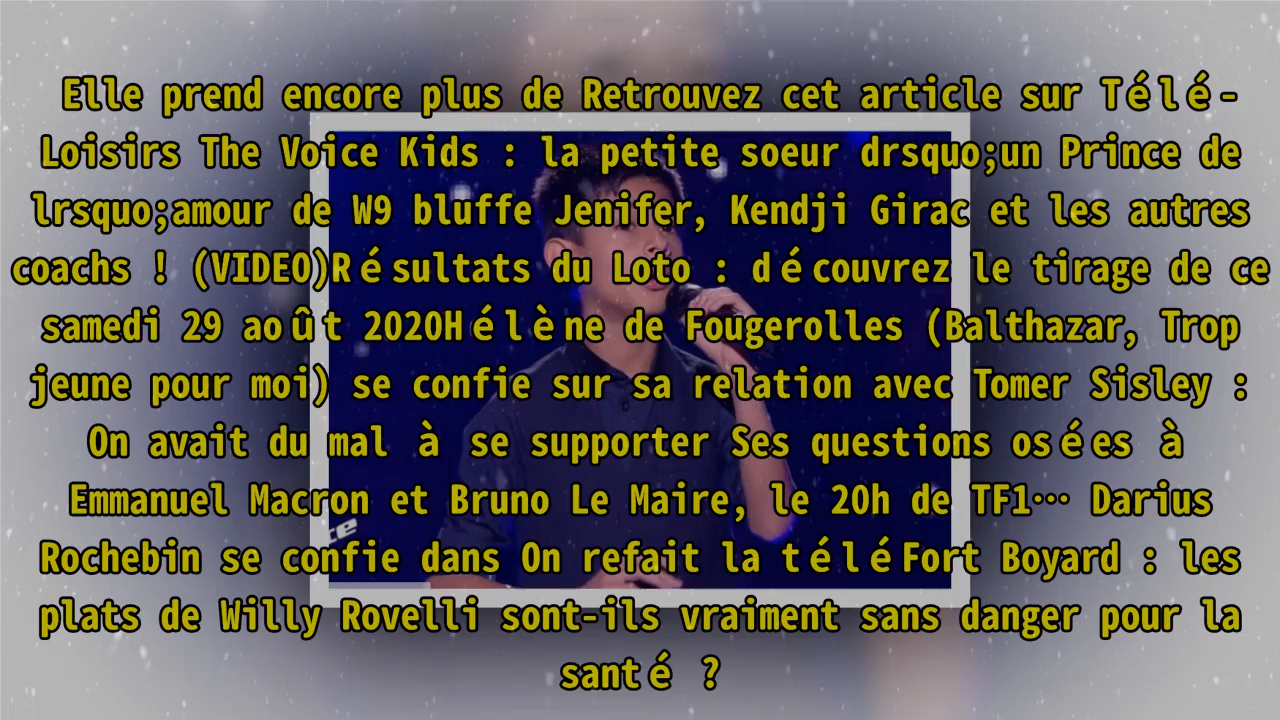 Elle prend encore plus de Retrouvez cet article sur Télé-
Loisirs The Voice Kids : la petite soeur drsquo;un Prince de
lrsquo;amour de W9 bluffe Jenifer, Kendji Girac et les autres
coachs ! (VIDEO)Résultats du Loto : découvrez le tirage de ce
samedi 29 août 2020Hélène de Fougerolles (Balthazar, Trop
jeune pour moi) se confie sur sa relation avec Tomer Sisley :
On avait du mal à se supporter Ses questions osées à
Emmanuel Macron et Bruno Le Maire, le 20h de TF1… Darius
Rochebin se confie dans On refait la téléFort Boyard : les
plats de Willy Rovelli sont-ils vraiment sans danger pour la
santé ?